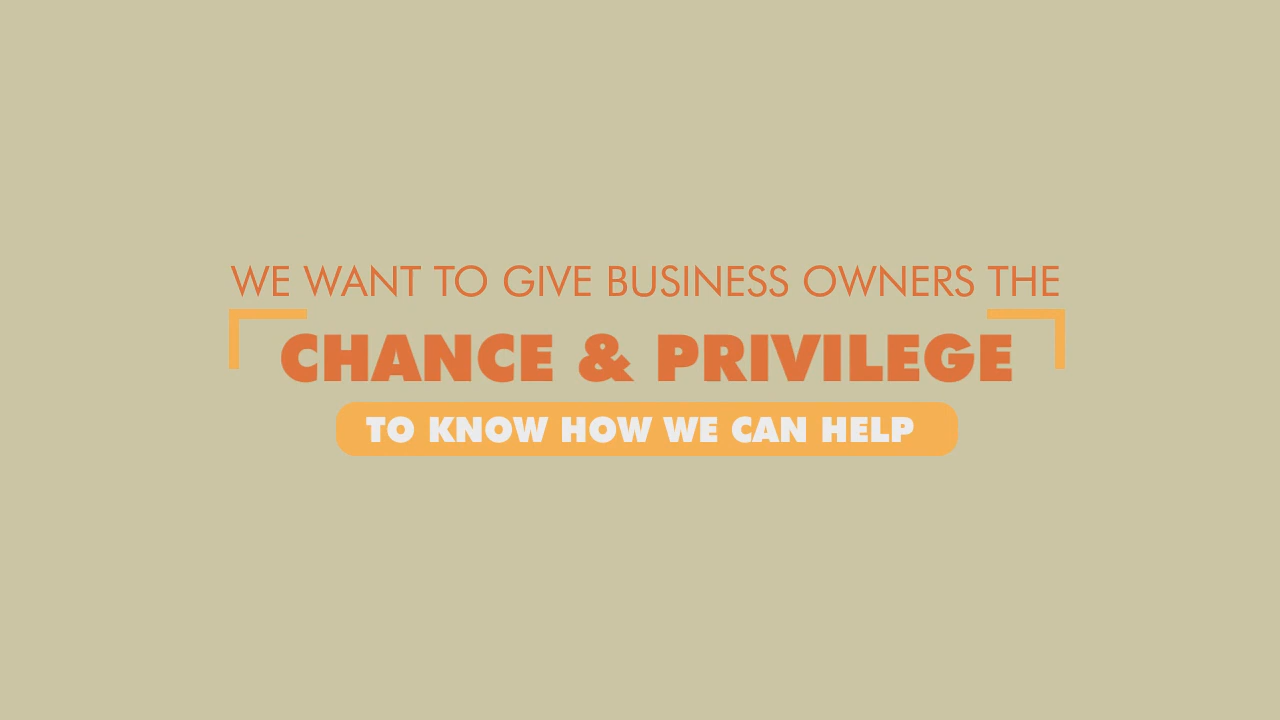 WE WANT TO GIVE BUSINESS OWNERS THE
CHANCE & PRIVILEGE
TO KNOW HOW WE CAN HELP